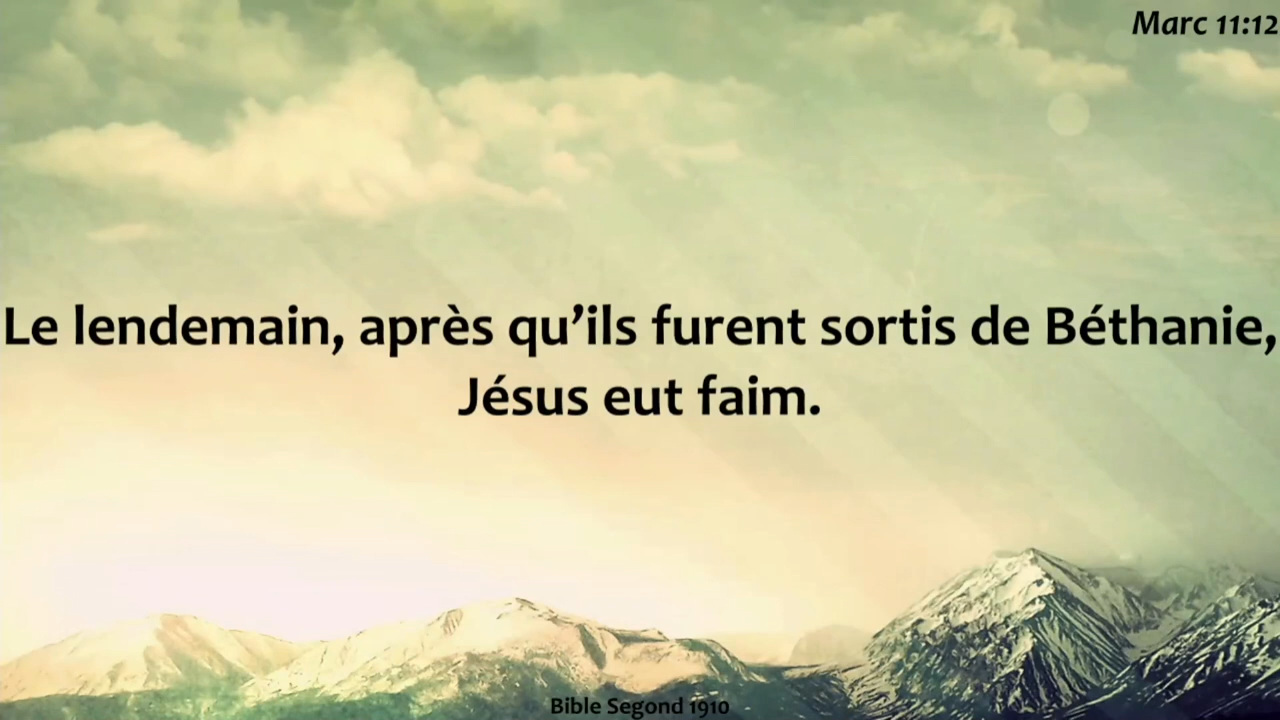 Marc 11:12
Le lendemain, après qu’ils furent sortis de Béthanie,
Jésus eut faim.
Bible Segond 1910